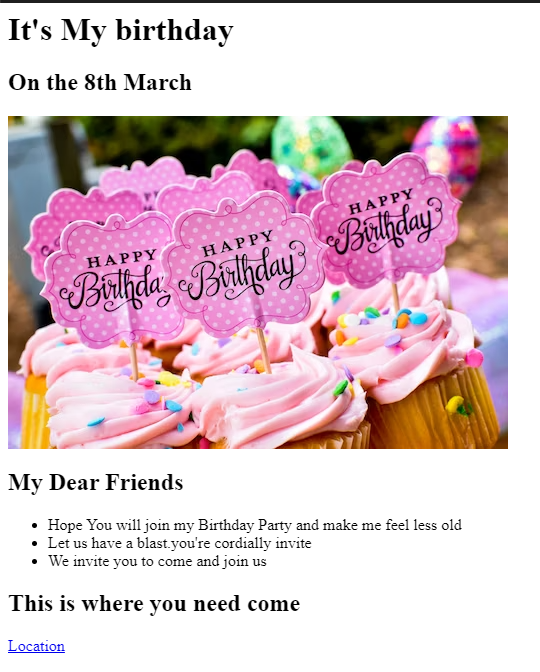 It's My birthday
On the 8th March
HAPPY
Birthday
HAPPY
Birthday
HAPPY
Birthday
My Dear Friends
Hope You will join my Birthday Party and make me feel less old
Let us have a blast.you're cordially invite
We invite you to come and join us
This is where you need come
Location